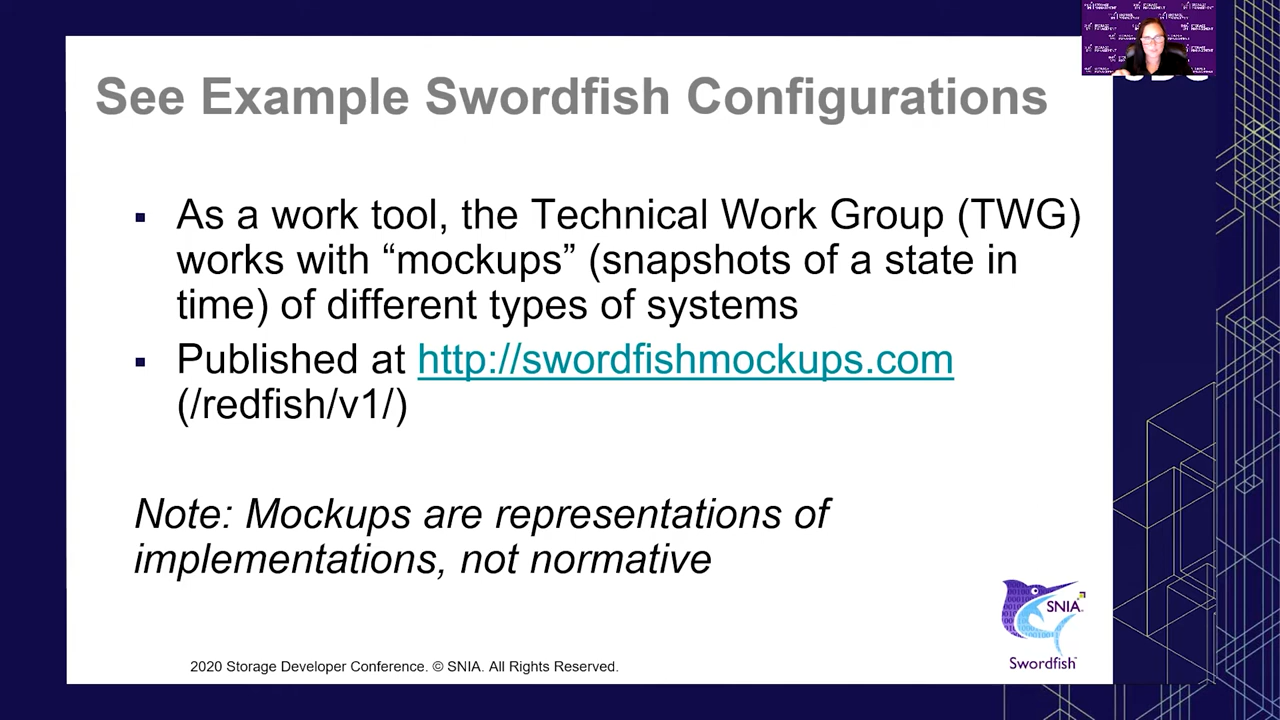 See Example Swordfish Configurations
▪ As a work tool, the Technical Work Group (TWG)
works with “mockups” (snapshots of a state in
time) of different types of systems
▪ Published at http://swordfishmockups.com
(/redfish/v1/)
Note: Mockups are representations of
implementations, not normative
SNIA
Swordfish
2020 Storage Developer Conference. © SNIA. All Rights Reserved.